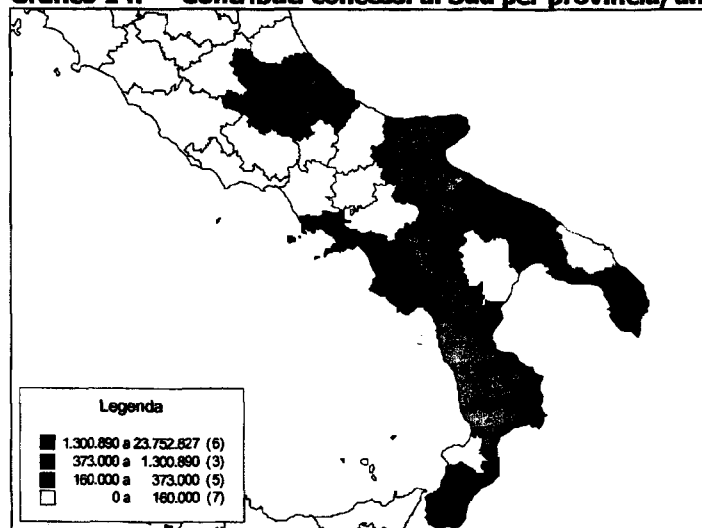 Contributi concessi al Sud per provincia, an
Legenda
1.300.890 a 23.752.827 (6)
373.000 a 1.300.890 (3)
160.000 a 373.000 (5)
0 a 160.000 (7)